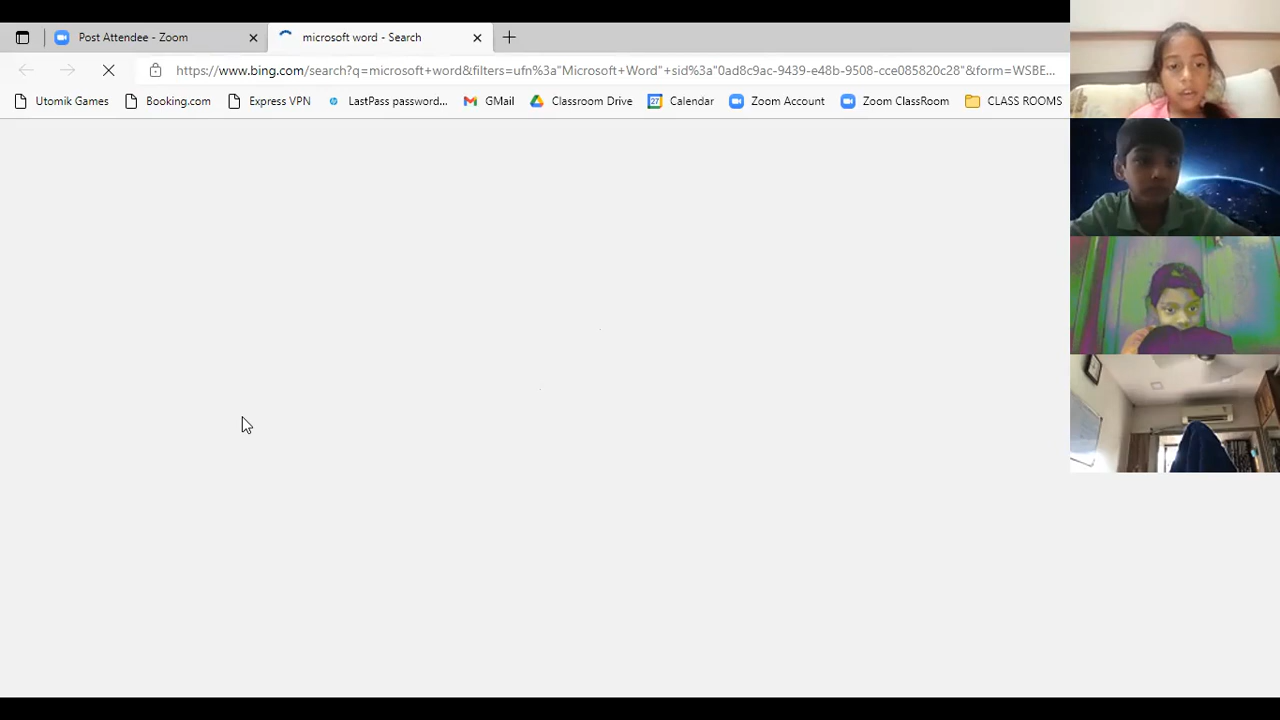 Post Attendee - Zoom
microsoft word - Search
https://www.bing.com/search?q=microsoft+word&filters=ufn%3a"Microsoft+Word"+sid%3a"0ad8c9ac-9439-e48b-9508-cce085820c28"&form=WSBE...
Utomik Games Booking.com Express VPN LastPass password... GMail Classroom Drive 27 Calendar Zoom Account Zoom ClassRoom CLASS ROOMS